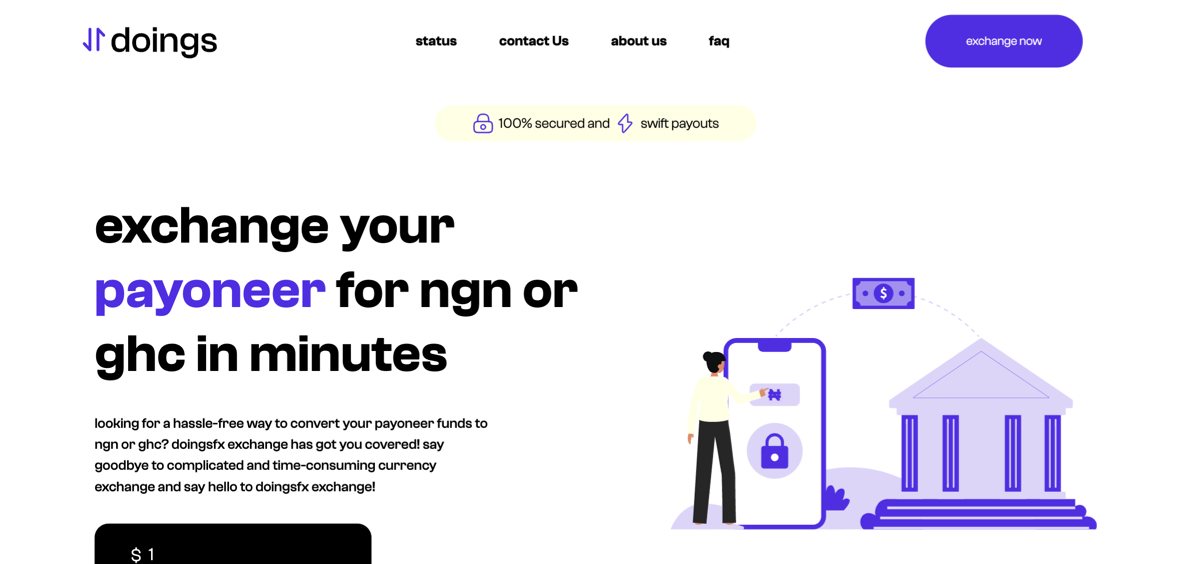 doings
status
contact Us
about us
faq
exchange now
100% secured and swift payouts
exchange your
payoneer for ngn or
ghc in minutes
looking for a hassle-free way to convert your payoneer funds to
ngn or ghc? doingsfx exchange has got you covered! say
goodbye to complicated and time-consuming currency
exchange and say hello to doingsfx exchange!
$ 1
$
₦